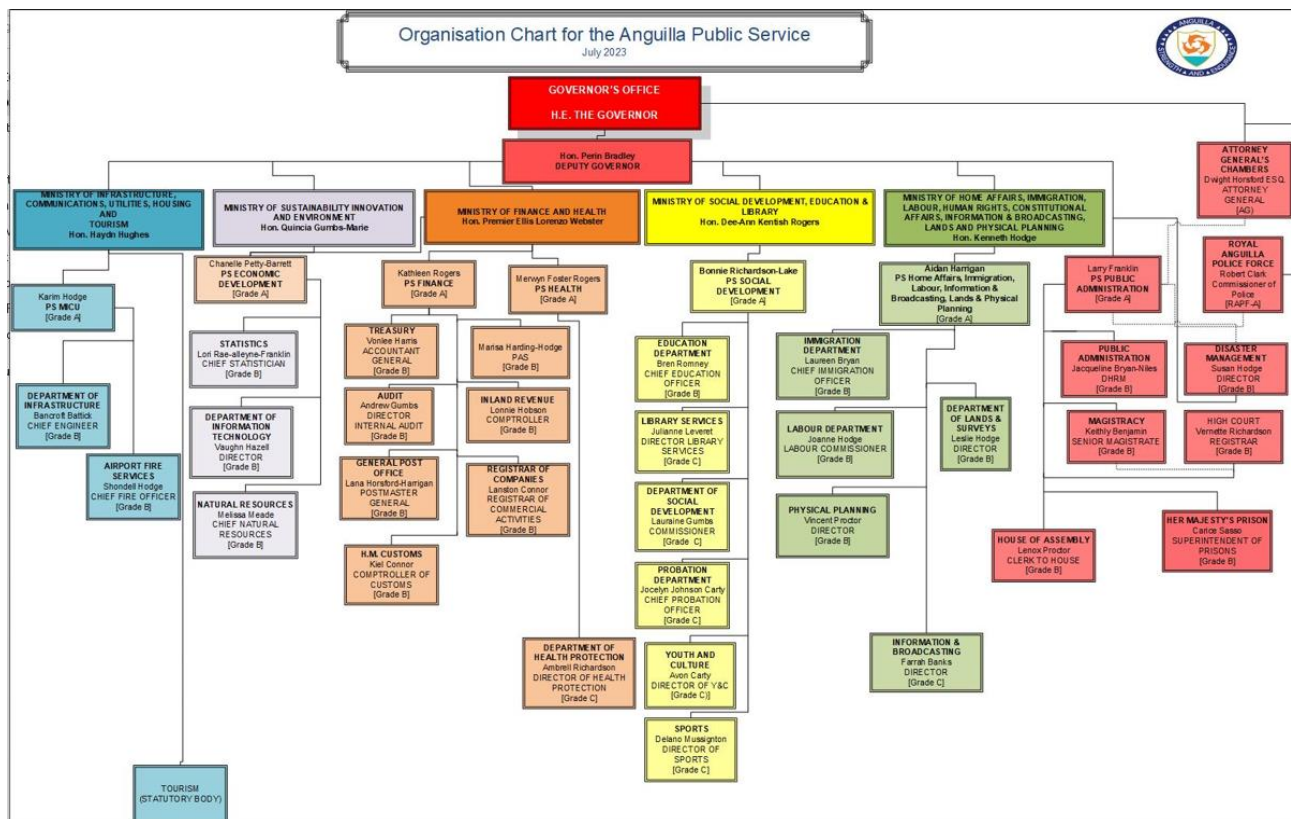 Organisation Chart for the Anguilla Public Service
July 2023
ANGUILLA
STRENGTH AND ENDURANCE
GOVERNOR'S OFFICE
H.E. THE GOVERNOR
Hon. Perin Bradley
DEPUTY GOVERNOR
MINISTRY OF INFRASTRUCTURE,
COMMUNICATIONS, UTILITIES, HOUSING
AND
TOURISM
Hon. Haydn Hughes
MINISTRY OF SUSTAINABILITY INNOVATION
AND ENVIRONMENT
Hon. Quincia Gumbs-Marie
MINISTRY OF FINANCE AND HEALTH
Hon. Premier Ellis Lorenzo Webster
MINISTRY OF SOCIAL DEVELOPMENT, EDUCATION &
LIBRARY
Hon. Dee-Ann Kentish Rogers
MINISTRY OF HOME AFFAIRS, IMMIGRATION,
LABOUR, HUMAN RIGHTS, CONSTITUTIONAL
AFFAIRS, INFORMATION & BROADCASTING,
LANDS AND PHYSICAL PLANNING
Hon. Kenneth Hodge
ATTORNEY
GENERAL'S
CHAMBERS
Dwight Horsford ESQ.
ATTORNEY
GENERAL
[AG]
Karim Hodge
PS MICU
[Grade A]
Chanelle Petty-Barrett
PS ECONOMIC
DEVELOPMENT
[Grade A]
Kathleen Rogers
PS FINANCE
[Grade A]
Merwyn Foster Rogers
PS HEALTH
[Grade A]
Bonnie Richardson-Lake
PS SOCIAL
DEVELOPMENT
[Grade A]
Aidan Harrigan
PS Home Affairs, Immigration,
Labour, Information &
Broadcasting, Lands & Physical
Planning
[Grade A]
Larry Franklin
PS PUBLIC
ADMINISTRATION
[Grade A]
ROYAL
ANGUILLA
POLICE FORCE
Robert Clark
Commissioner of
Police
[RAPF-A]
DEPARTMENT OF
INFRASTRUCTURE
Bancroft Battick
CHIEF ENGINEER
[Grade B]
AIRPORT FIRE
SERVICES
Shondell Hodge
CHIEF FIRE OFFICER
[Grade B]
TOURISM
(STATUTORY BODY)
STATISTICS
Lori Rae-alleyne-Franklin
CHIEF STATISTICIAN
[Grade B]
DEPARTMENT OF
INFORMATION
TECHNOLOGY
Vaughn Hazell
DIRECTOR
[Grade B]
NATURAL RESOURCES
Melissa Meade
CHIEF NATURAL
RESOURCES
[Grade B]
TREASURY
Vonlee Harris
ACCOUNTANT
GENERAL
[Grade B]
AUDIT
Andrew Gumbs
DIRECTOR
INTERNAL AUDIT
[Grade B]
GENERAL POST
OFFICE
Lana Horsford-Harrigan
POSTMASTER
GENERAL
[Grade B]
H.M. CUSTOMS
Kiel Connor
COMPTROLLER OF
CUSTOMS
[Grade B]
Marisa Harding-Hodge
PAS
[Grade B]
INLAND REVENUE
Lonnie Hobson
COMPTROLLER
[Grade B]
REGISTRAR OF
COMPANIES
Lanston Connor
REGISTRAR OF
COMMERCIAL
ACTIVITIES
[Grade B]
DEPARTMENT OF
HEALTH PROTECTION
Ambrell Richardson
DIRECTOR OF HEALTH
PROTECTION
[Grade C]
EDUCATION
DEPARTMENT
Bren Romney
CHIEF EDUCATION
OFFICER
[Grade B]
LIBRARY SERVICES
Julianne Leveret
DIRECTOR LIBRARY
SERVICES
[Grade C]
DEPARTMENT OF
SOCIAL
DEVELOPMENT
Lauraine Gumbs
COMMISSIONER
[Grade C]
PROBATION
DEPARTMENT
Jocelyn Johnson Carty
CHIEF PROBATION
OFFICER
[Grade C]
YOUTH AND
CULTURE
Avon Carty
DIRECTOR OF Y&C
[Grade C)]
SPORTS
Delano Mussignton
DIRECTOR OF
SPORTS
[Grade C]
IMMIGRATION
DEPARTMENT
Laureen Bryan
CHIEF IMMIGRATION
OFFICER
[Grade B]
LABOUR DEPARTMENT
Joanne Hodge
LABOUR COMMISSIONER
[Grade B]
PHYSICAL PLANNING
Vincent Proctor
DIRECTOR
[Grade B]
DEPARTMENT
OF LANDS &
SURVEYS
Leslie Hodge
DIRECTOR
[Grade B]
INFORMATION &
BROADCASTING
Farrah Banks
DIRECTOR
[Grade C]
PUBLIC
ADMINISTRATION
Jacqueline Bryan-Niles
DHRM
[Grade B]
DISASTER
MANAGEMENT
Susan Hodge
DIRECTOR
[Grade B]
MAGISTRACY
Keithly Benjamin
SENIOR MAGISTRATE
[Grade B]
HIGH COURT
Vernette Richardson
REGISTRAR
[Grade B]
HOUSE OF ASSEMBLY
Lenox Proctor
CLERK TO HOUSE
[Grade B]
HER MAJESTY'S PRISON
Carice Sasso
SUPERINTENDENT OF
PRISONS
[Grade B]